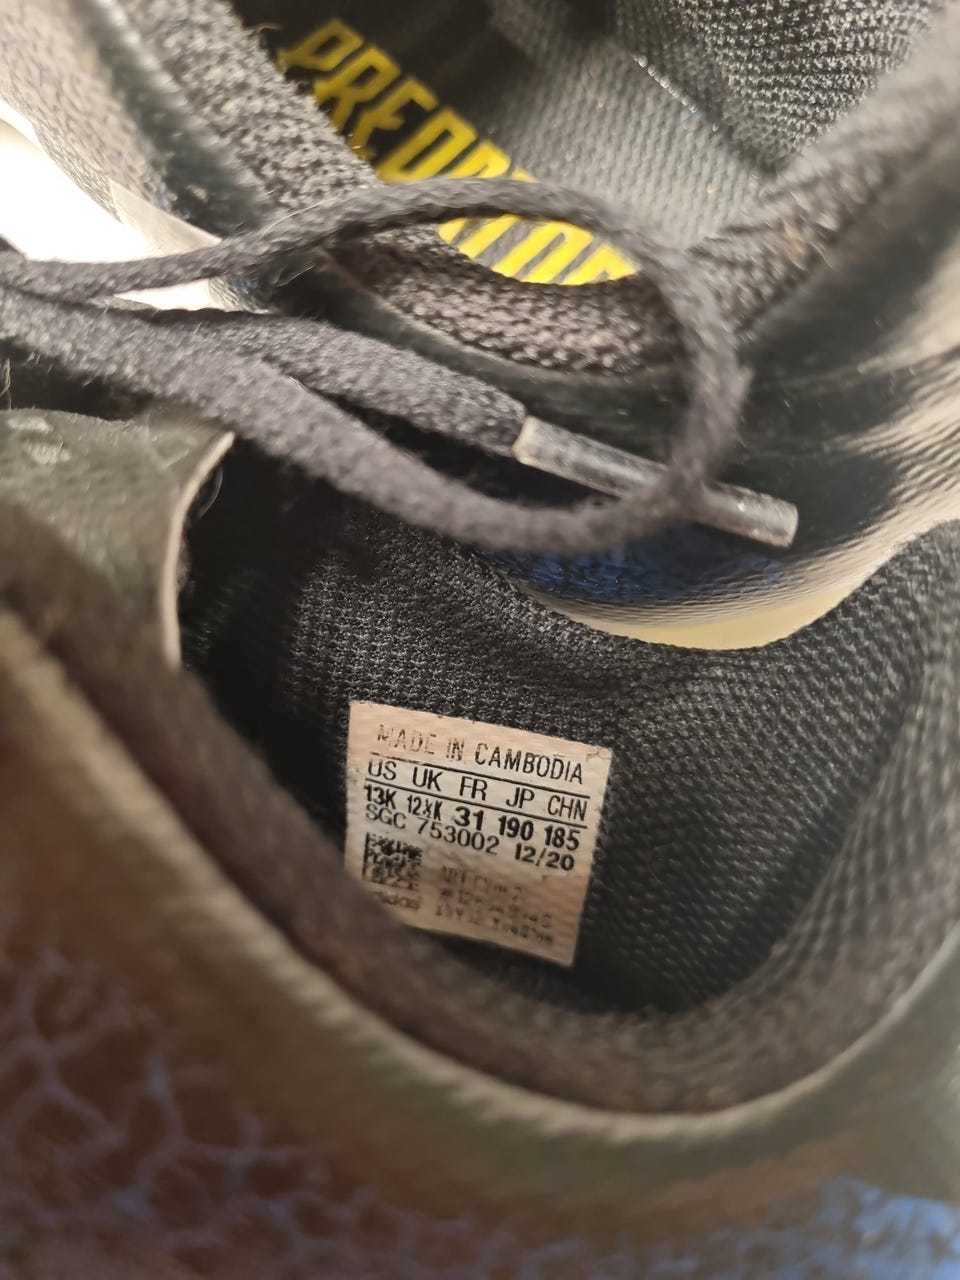 PREDATOR
MADE IN CAMBODIA
US UK FR JP CHN
13K 12½K 31 190 185
SGC 753002 12/20
adidas